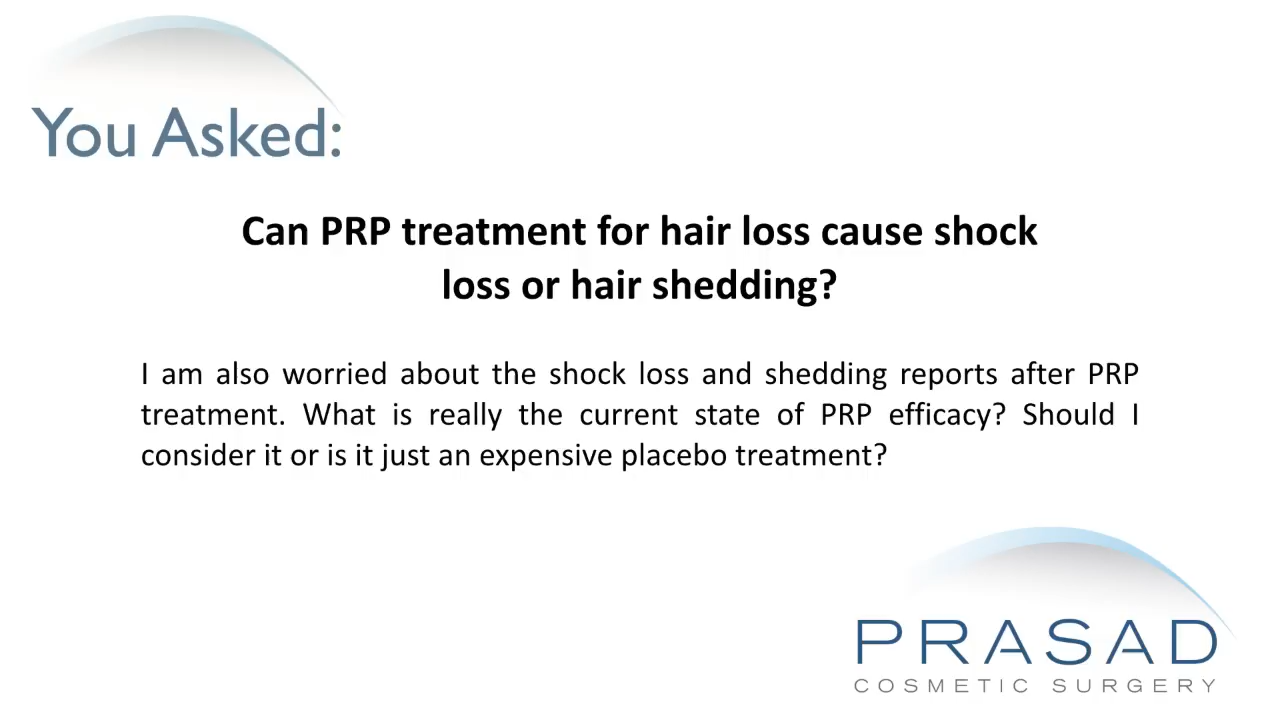 You Asked:
Can PRP treatment for hair loss cause shock
loss or hair shedding?
I am also worried about the shock loss and shedding reports after PRP
treatment. What is really the current state of PRP efficacy? Should I
consider it or is it just an expensive placebo treatment?
PRASAD
COSMETIC SURGERY